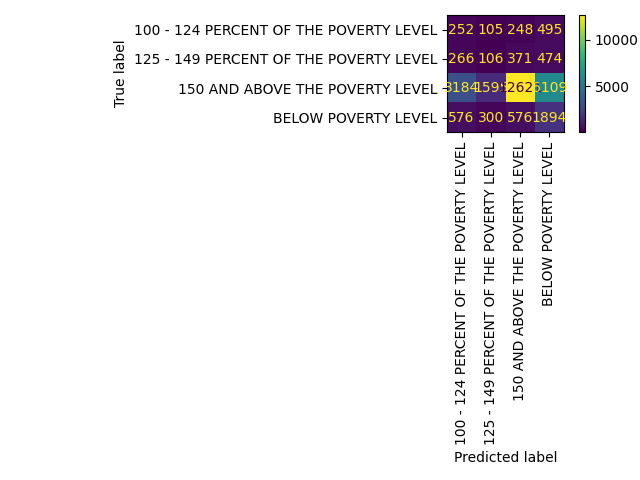 100 - 124 PERCENT OF THE POVERTY LEVEL 252 105 248 495
125 - 149 PERCENT OF THE POVERTY LEVEL 266 106 371 474
150 AND ABOVE THE POVERTY LEVEL 3184 6109
BELOW POVERTY LEVEL 576 300 576 1894
True label
10000
5000
100 - 124 PERCENT OF THE POVERTY LEVEL
125 - 149 PERCENT OF THE POVERTY LEVEL
150 AND ABOVE THE POVERTY LEVEL
BELOW POVERTY LEVEL
Predicted label